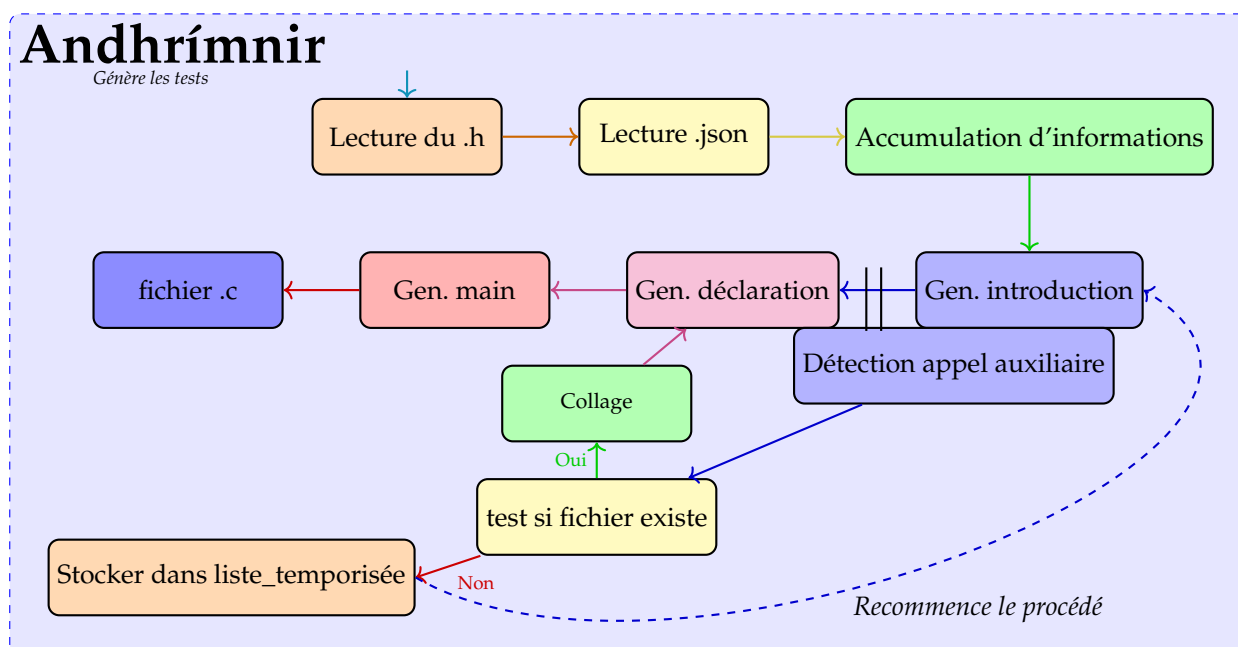 Andhrímnir
Génère les tests
Lecture du .h
Lecture .json
Accumulation d'informations
fichier .c
Gen. main
Gen. déclaration
Gen. introduction
Détection appel auxiliaire
Collage
Oui
test si fichier existe
Stocker dans liste_temporisée
Non
Recommence le procédé